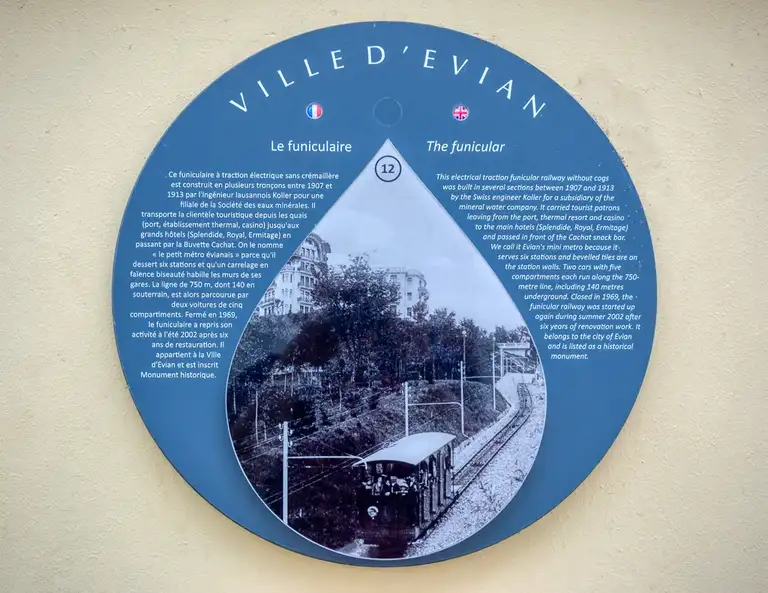 VILLE D'EVIAN
Le funiculaire
Ce funiculaire à traction électrique sans crémaillère
est construit en plusieurs tronçons entre 1907 et
1913 par l'Ingénieur lausannois Koller pour une
filiale de la Société des eaux minérales. Il
transporte la clientèle touristique depuis les quais
(port, établissement thermal, casino) jusqu'aux
grands hôtels (Splendide, Royal, Ermitage) en
passant par la Buvette Cachat. On le nomme
« le petit métro évianais » parce qu'il
dessert six stations et qu'un carrelage en
faïence biseauté habille les murs de ses
gares. La ligne de 750 m, dont 140 en
souterrain, est alors parcourue par
deux voitures de cinq
compartiments. Fermé en 1969,
le funiculaire a repris son
activité à l'été 2002 après six
ans de restauration. Il
appartient à la Ville
d'Evian et est inscrit
Monument historique.
The funicular
This electrical traction funicular railway without cogs
was built in several sections between 1907 and 1913
by the Swiss engineer Koller for a subsidiary of the
mineral water company. It carried tourist patrons
leaving from the port, thermal resort and casino
to the main hotels (Splendide, Royal, Ermitage)
and passed in front of the Cachat snack bar.
We call it Evian's mini metro because it
serves six stations and bevelled tiles are on
the station walls. Two cars with five
compartments each run along the 750-
metre line, including 140 metres
underground. Closed in 1969, the
funicular railway was started up
again during summer 2002 after
six years of renovation work. It
belongs to the city of Evian
and is listed as a historical
monument.
12